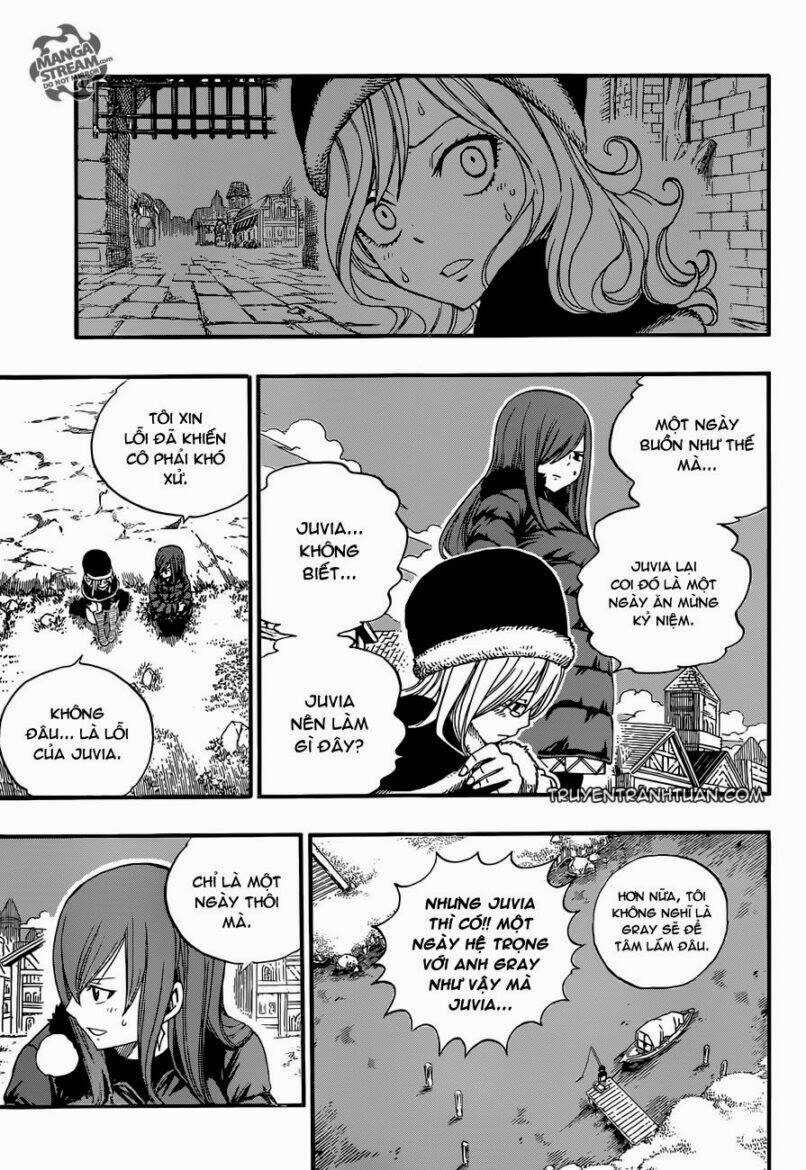 MANGA
STREAM.com
DO NOT MIRROR
MỘT NGÀY
BUỒN NHƯ THẾ
MÀ...
JUVIA LẠI
COI ĐÓ LÀ MỘT
NGÀY ĂN MỪNG
KỶ NIỆM.
JUVIA...
KHÔNG
BIẾT...
JUVIA
NÊN LÀM
GÌ ĐÂY?
TÔI XIN
LỖI ĐÃ KHIẾN
CÔ PHẢI KHÓ
XỬ.
KHÔNG
ĐÂU... LÀ LỖI
CỦA JUVIA.
TRUYENTRANHTUAN.COM
HƠN NỮA, TÔI
KHÔNG NGHĨ LÀ
GRAY SẼ ĐỂ
TÂM LẮM ĐÂU.
NHƯNG JUVIA
THÌ CÓ!! MỘT
NGÀY HỆ TRỌNG
VỚI ANH GRAY
NHƯ VẬY MÀ
JUVIA...
CHỈ LÀ MỘT
NGÀY THÔI
MÀ.